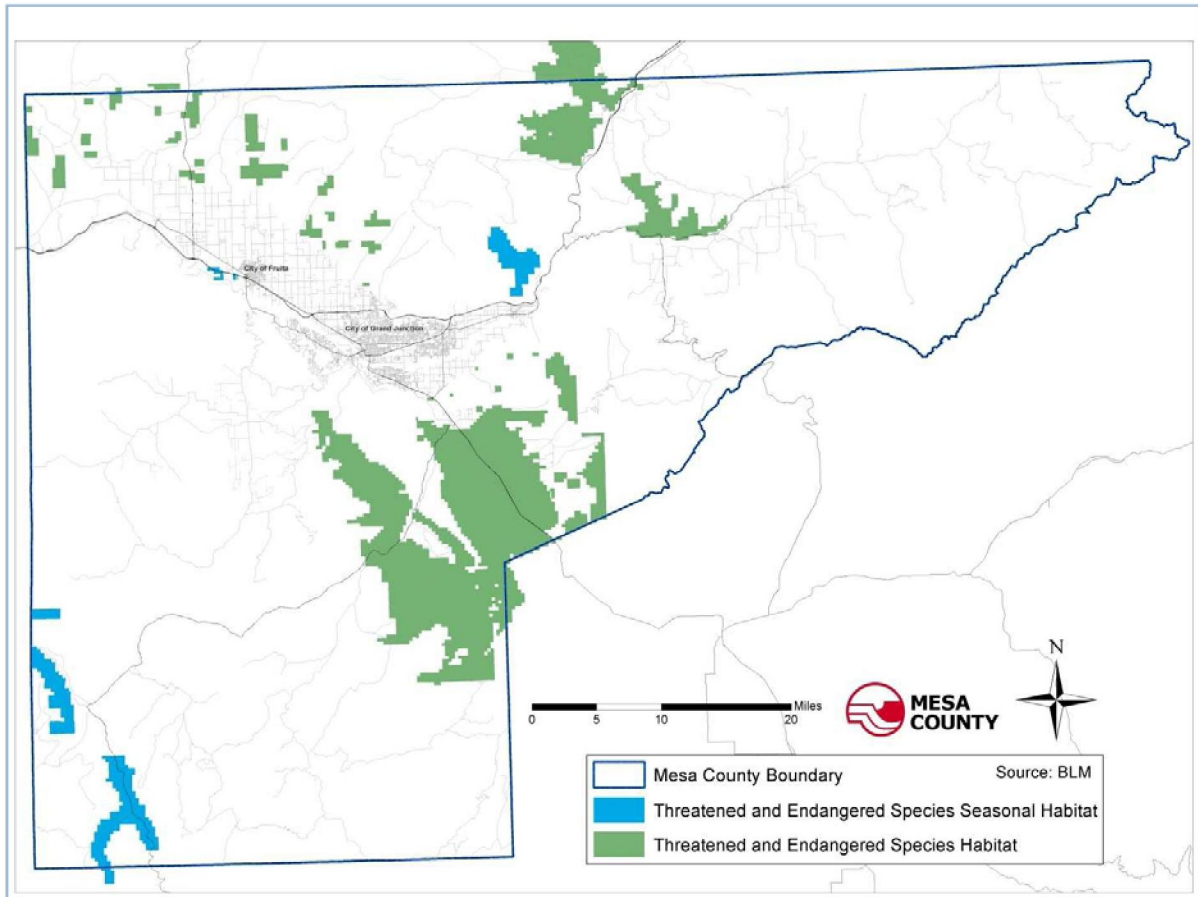 City of Fruita
City of Grand Junction
N
Miles
0 5 10 20
MESA
COUNTY
Mesa County Boundary
Source: BLM
Threatened and Endangered Species Seasonal Habitat
Threatened and Endangered Species Habitat